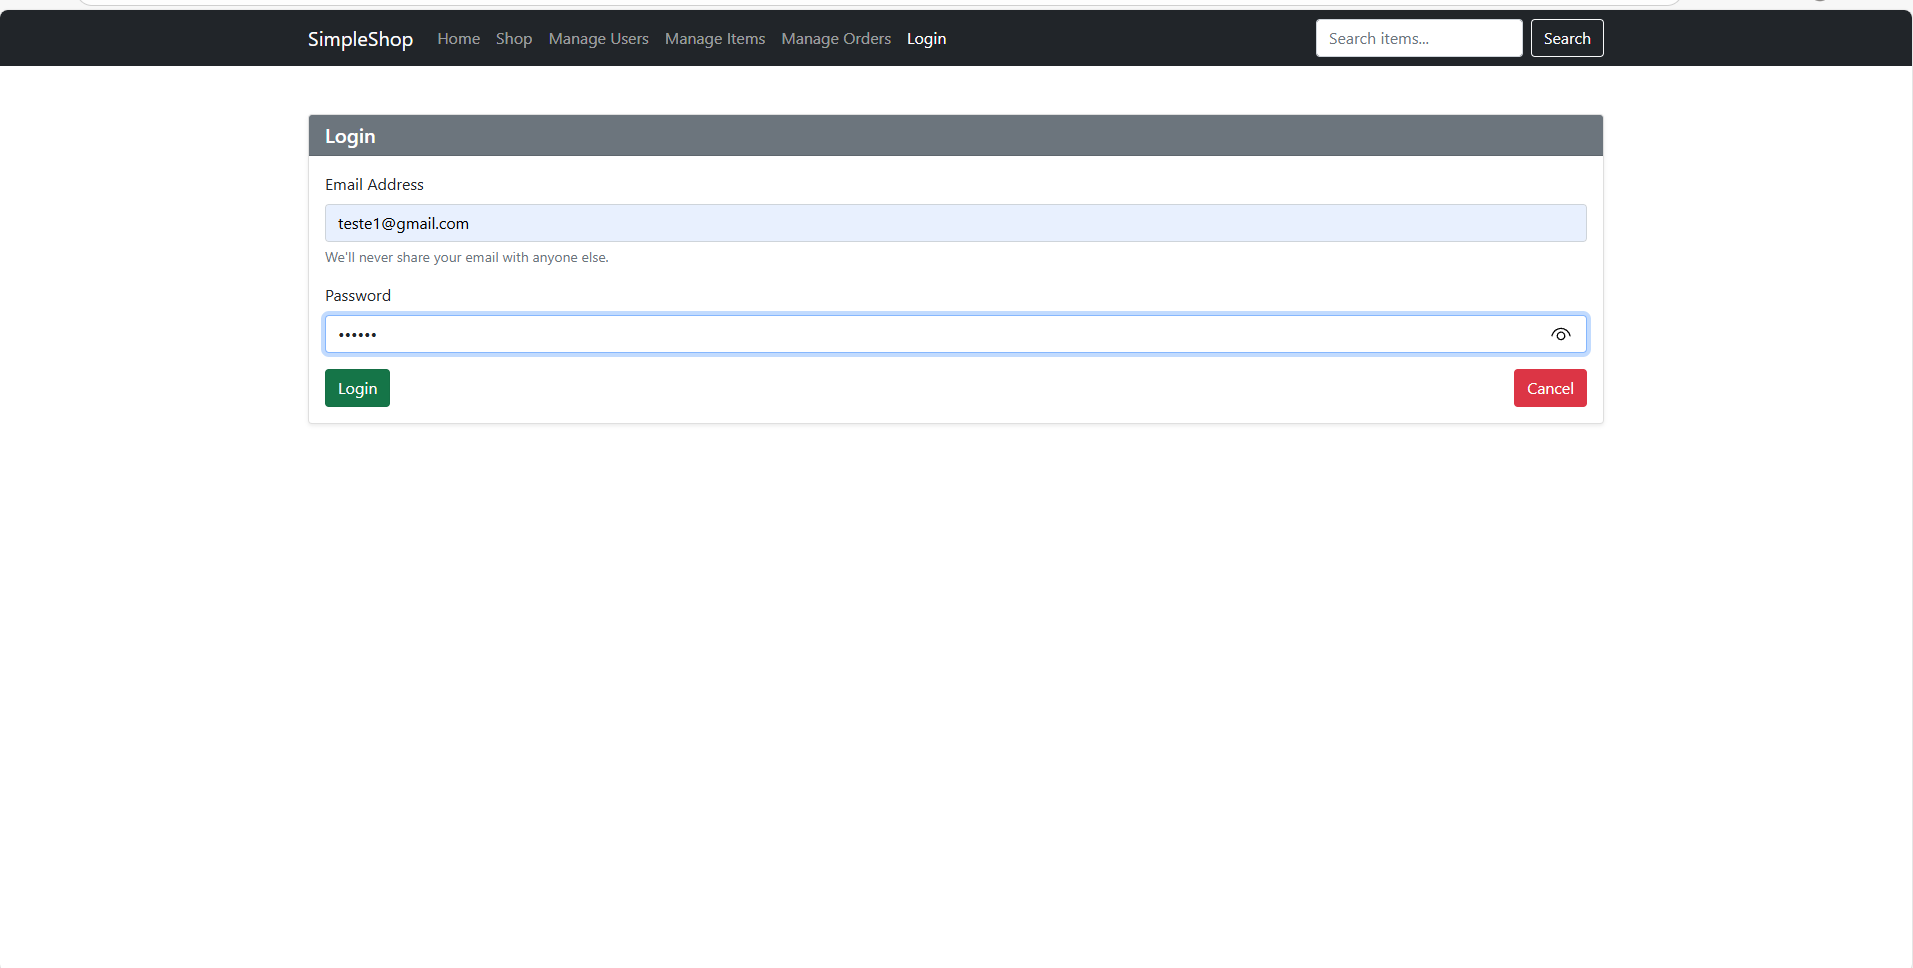 SimpleShop Home Shop Manage Users Manage Items Manage Orders Login Search items... Search
Login
Email Address
teste1@gmail.com
We'll never share your email with anyone else.
Password
••••••
Login Cancel